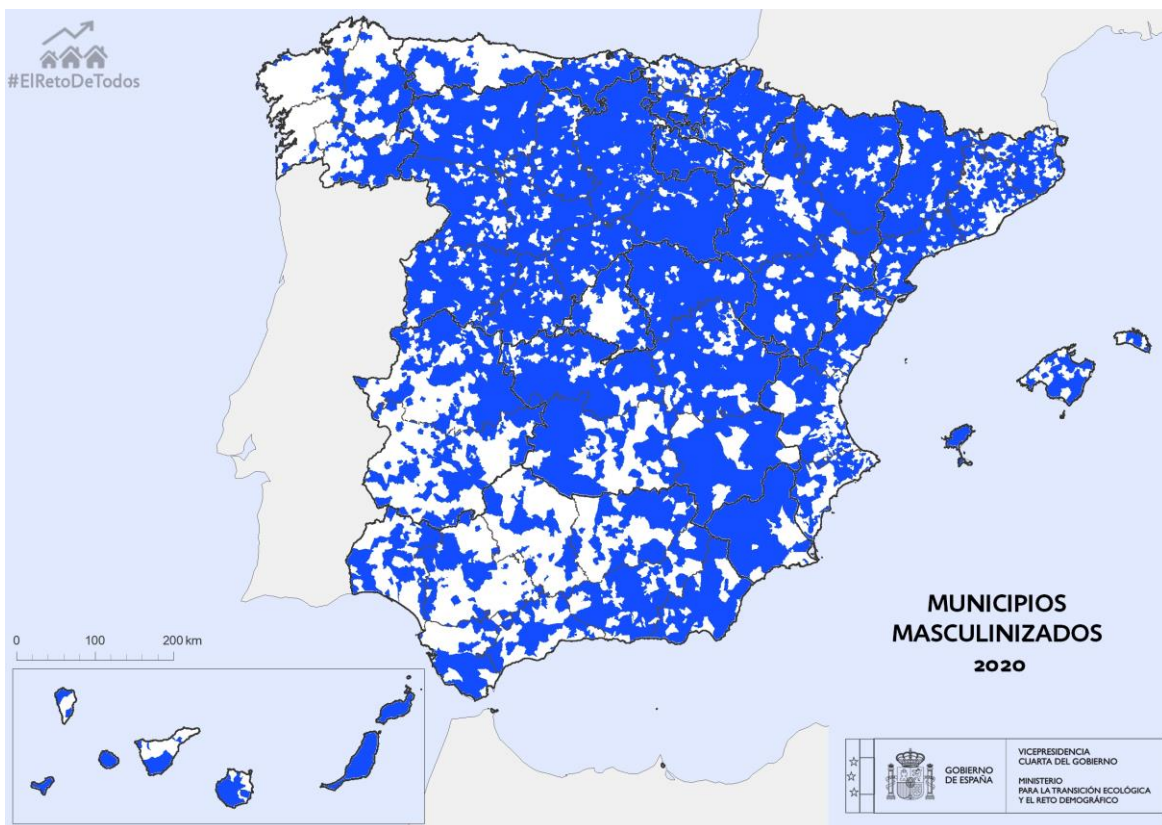 #ElRetoDeTodos
MUNICIPIOS
MASCULINIZADOS
2020
0 100 200 km
GOBIERNO
DE ESPAÑA
VICEPRESIDENCIA
CUARTA DEL GOBIERNO
MINISTERIO
PARA LA TRANSICIÓN ECOLÓGICA
Y EL RETO DEMOGRÁFICO